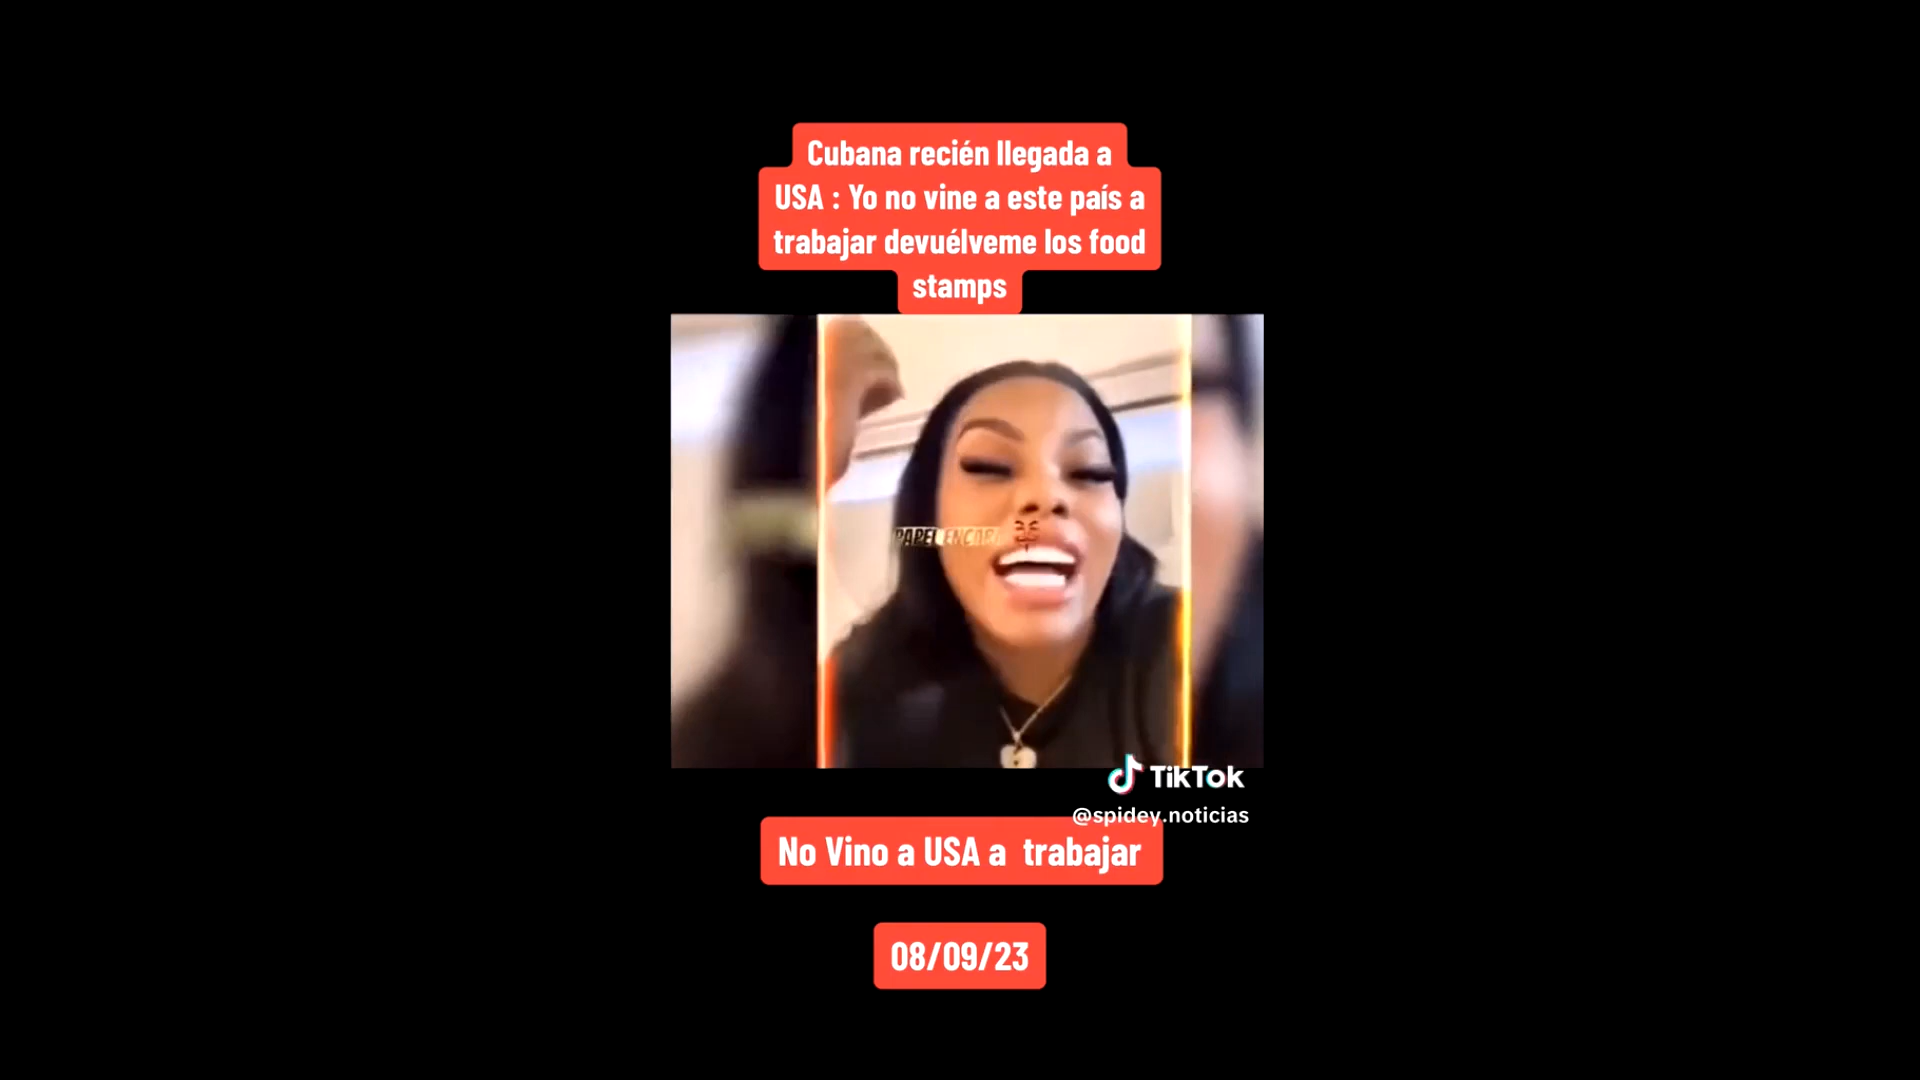 Cubana recién llegada a
USA : Yo no vine a este país a
trabajar devuélveme los food
stamps
TikTok
@spidey.noticias
No Vino a USA a trabajar
08/09/23